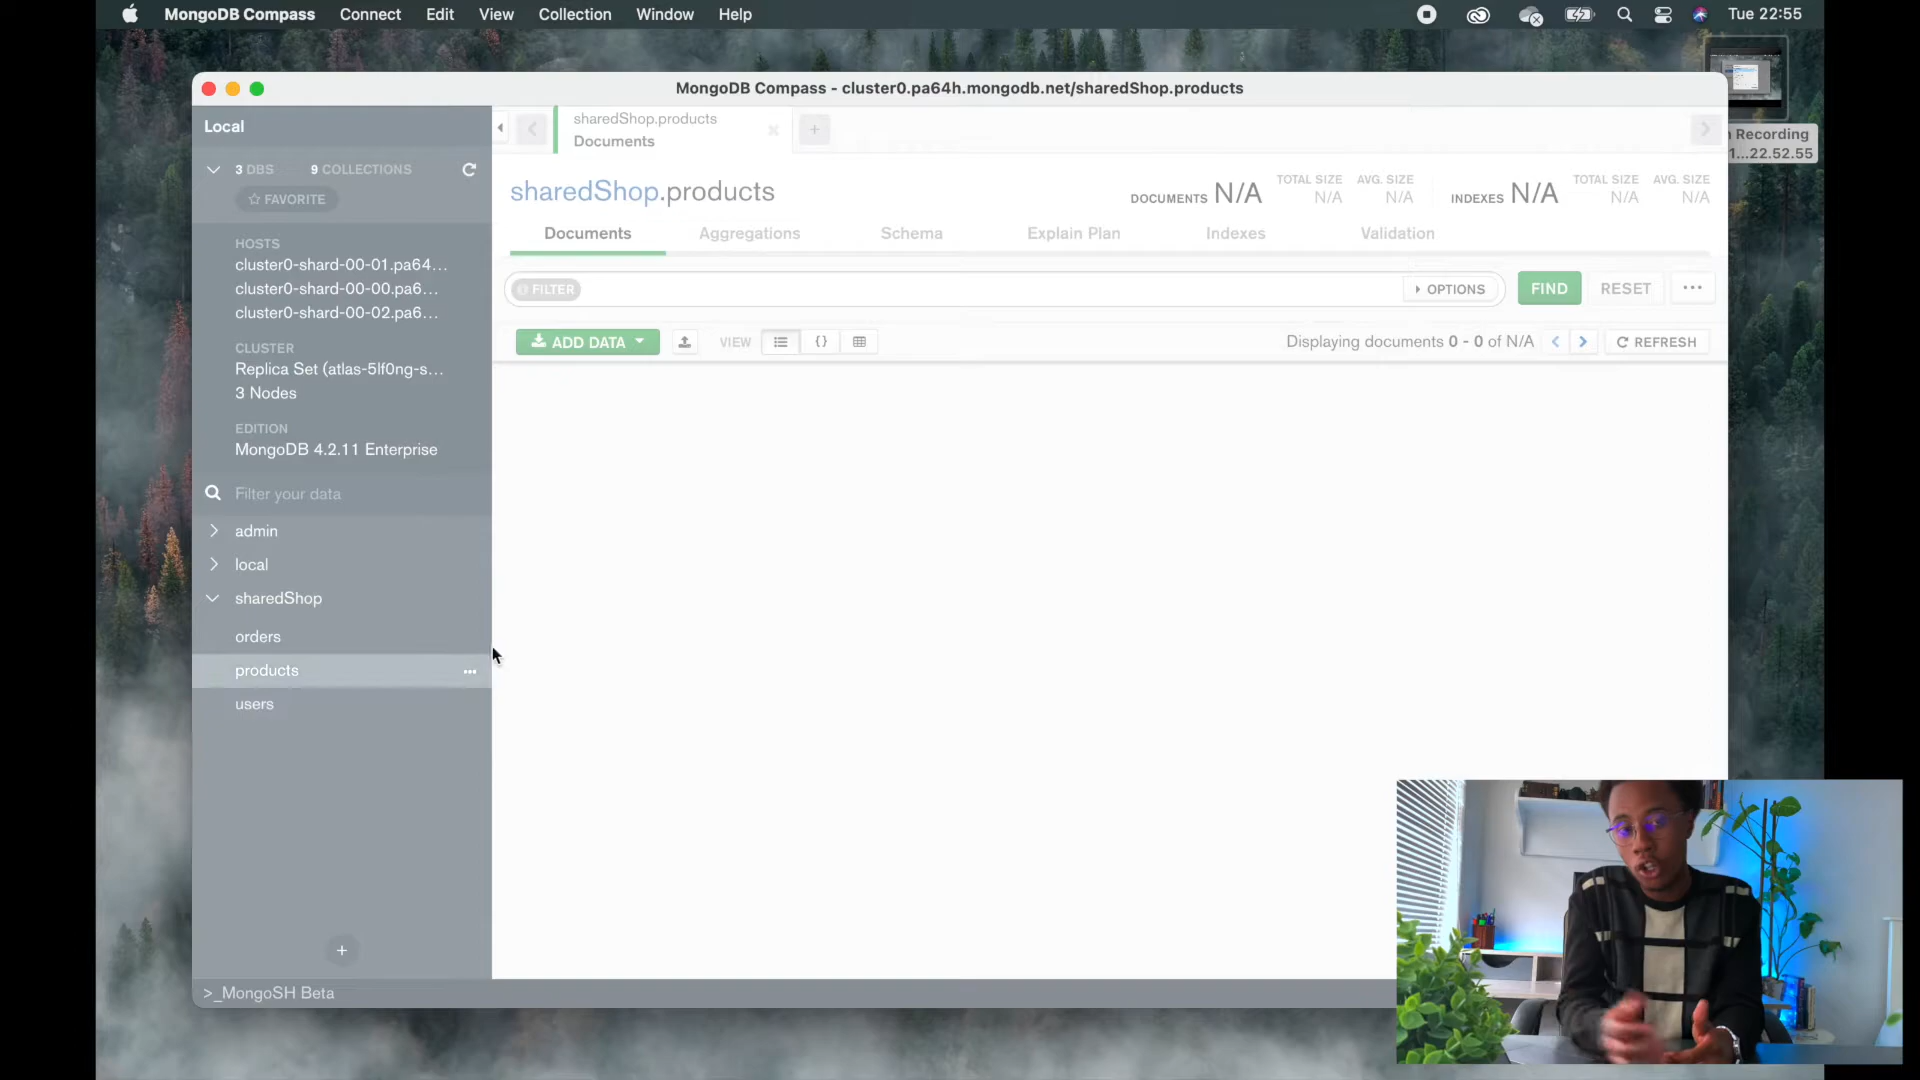 MongoDB Compass Connect Edit View Collection Window Help Tue 22:55
MongoDB Compass - cluster0.pa64h.mongodb.net/sharedShop.products
Recording
1...22.52.55
Local
3 DBS 9 COLLECTIONS
FAVORITE
HOSTS
cluster0-shard-00-01.pa64...
cluster0-shard-00-00.pa6...
cluster0-shard-00-02.pa6...
CLUSTER
Replica Set (atlas-5lf0ng-s...
3 Nodes
EDITION
MongoDB 4.2.11 Enterprise
Filter your data
admin
local
sharedShop
orders
products
users
+
>_MongoSH Beta
sharedShop.products
Documents
sharedShop.products
DOCUMENTS N/A
TOTAL SIZE AVG. SIZE
N/A N/A
INDEXES N/A
TOTAL SIZE AVG. SIZE
N/A N/A
Documents Aggregations Schema Explain Plan Indexes Validation
FILTER OPTIONS FIND RESET ...
ADD DATA VIEW {} Displaying documents 0 - 0 of N/A REFRESH